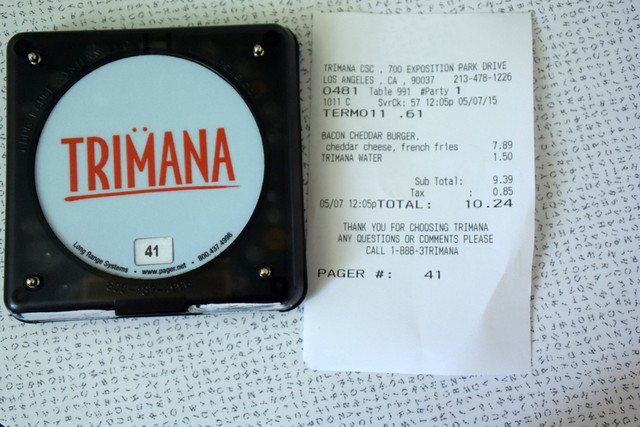 TRIMANA
41
Long Range Systems • www.pager.net • 800.437.4996
TRIMANA CSC , 700 EXPOSITION PARK DRIVE
LOS ANGELES , CA , 90037 213-478-1226
0481 Table 991 #Party 1
1011 C SvrCk: 57 12:05p 05/07/15
TERM011 .61
BACON CHEDDAR BURGER,
cheddar cheese, french fries 7.89
TRIMANA WATER 1.50
Sub Total: 9.39
Tax : 0.85
05/07 12:05pTOTAL: 10.24
THANK YOU FOR CHOOSING TRIMANA
ANY QUESTIONS OR COMMENTS PLEASE
CALL 1-888-3TRIMANA
PAGER #: 41